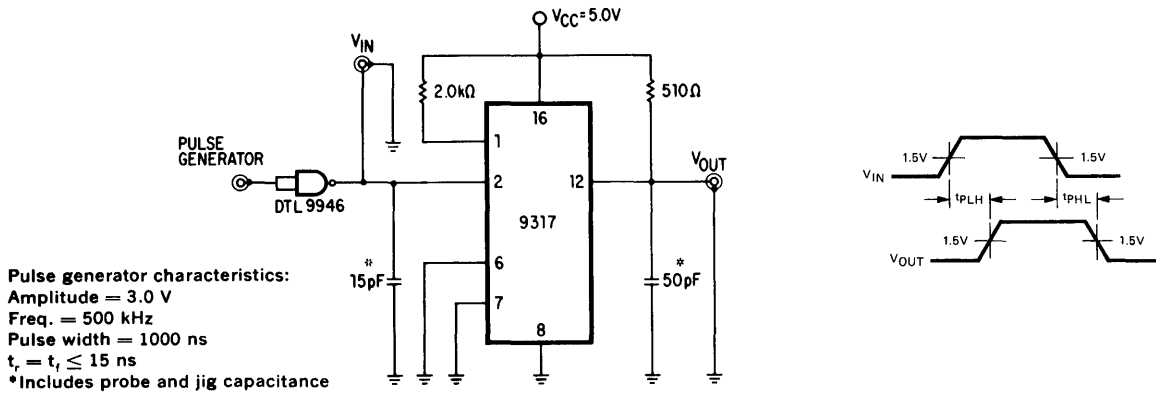 VCC=5.0V
VIN
2.0kΩ
510Ω
16
1
PULSE
GENERATOR
VOUT
2
12
DTL 9946
9317
*
15pF
6
*
50pF
7
8
Pulse generator characteristics:
Amplitude = 3.0 V
Freq. = 500 kHz
Pulse width = 1000 ns
tr = tf ≤ 15 ns
*Includes probe and jig capacitance
1.5V
1.5V
VIN
tPLH
tPHL
1.5V
1.5V
VOUT